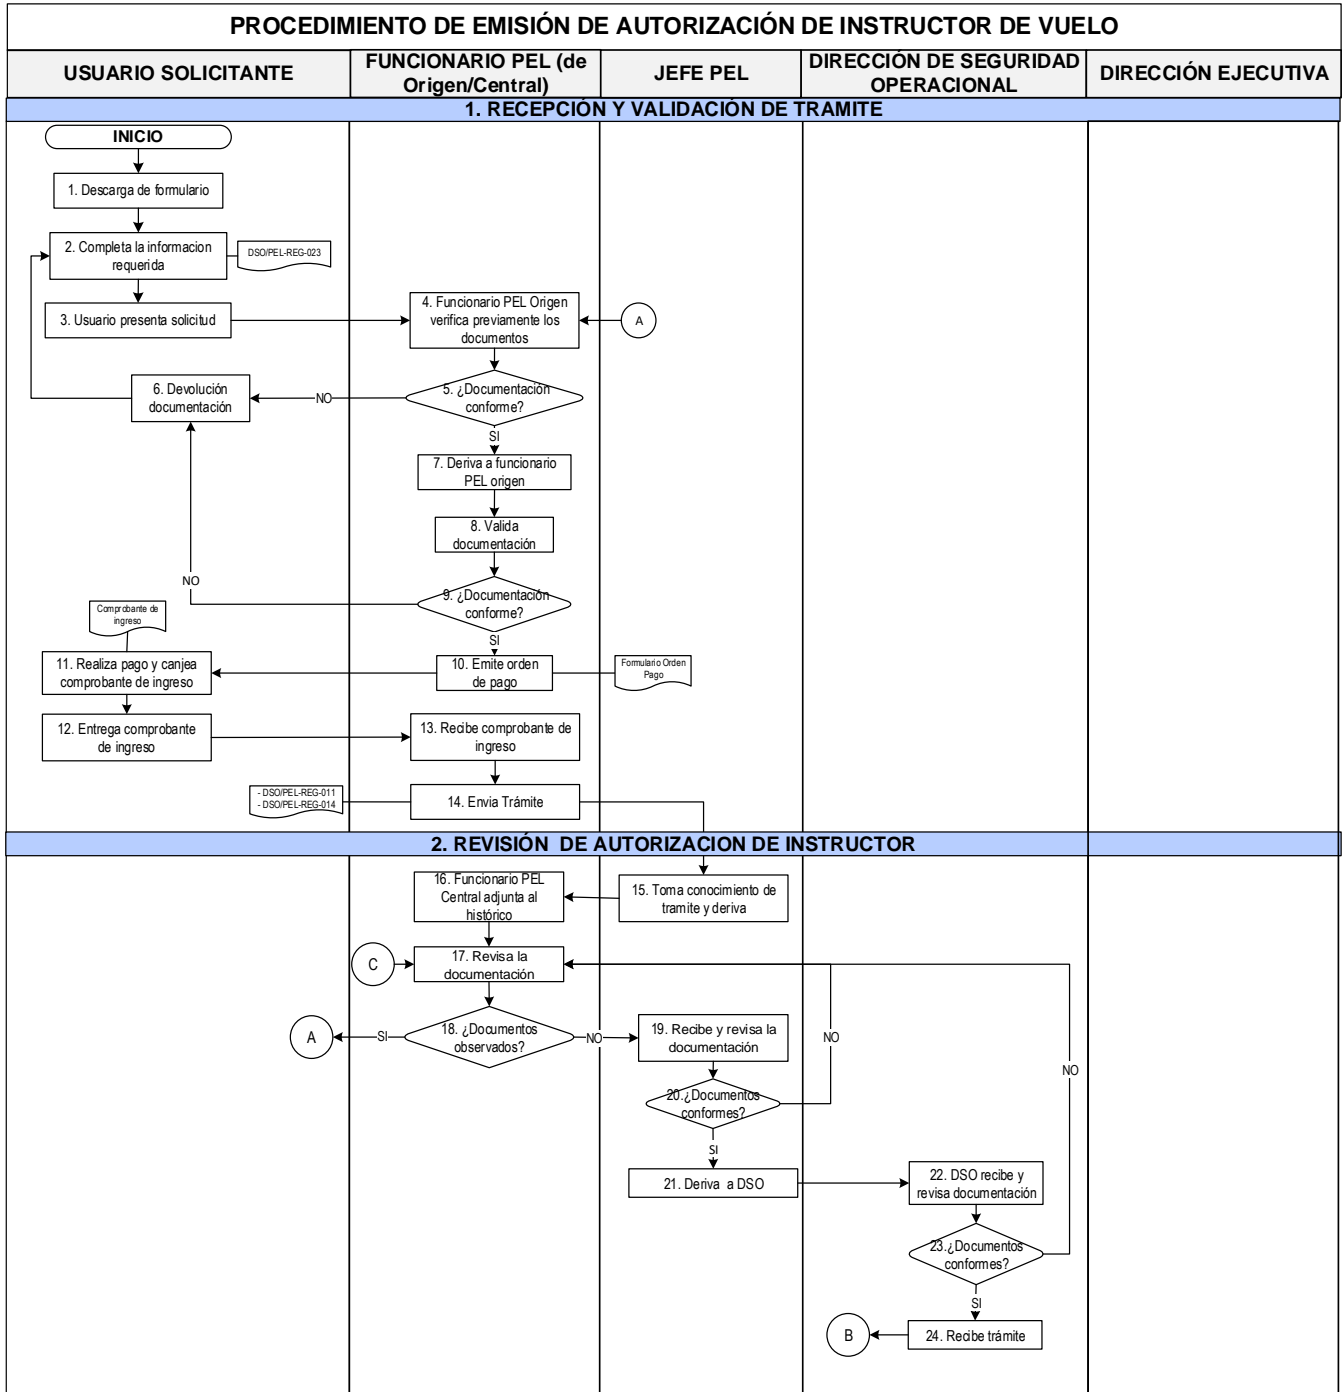 PROCEDIMIENTO DE EMISIÓN DE AUTORIZACIÓN DE INSTRUCTOR DE VUELO
USUARIO SOLICITANTE
FUNCIONARIO PEL (de
Origen/Central)
JEFE PEL
DIRECCIÓN DE SEGURIDAD
OPERACIONAL
DIRECCIÓN EJECUTIVA
1. RECEPCIÓN Y VALIDACIÓN DE TRAMITE
INICIO
1. Descarga de formulario
2. Completa la informacion
requerida
DSO/PEL-REG-023
3. Usuario presenta solicitud
4. Funcionario PEL Origen
verifica previamente los
documentos
A
5. ¿Documentación
conforme?
NO
6. Devolución
documentación
SI
7. Deriva a funcionario
PEL origen
8. Valida
documentación
9. ¿Documentación
conforme?
NO
SI
Comprobante de
ingreso
10. Emite orden
de pago
Formulario Orden
Pago
11. Realiza pago y canjea
comprobante de ingreso
12. Entrega comprobante
de ingreso
13. Recibe comprobante de
ingreso
- DSO/PEL-REG-011
- DSO/PEL-REG-014
14. Envia Trámite
2. REVISIÓN DE AUTORIZACION DE INSTRUCTOR
15. Toma conocimiento de
tramite y deriva
16. Funcionario PEL
Central adjunta al
histórico
C
17. Revisa la
documentación
18. ¿Documentos
observados?
SI
A
NO
19. Recibe y revisa la
documentación
NO
20.¿Documentos
conformes?
SI
21. Deriva a DSO
22. DSO recibe y
revisa documentación
NO
23.¿Documentos
conformes?
SI
24. Recibe trámite
B